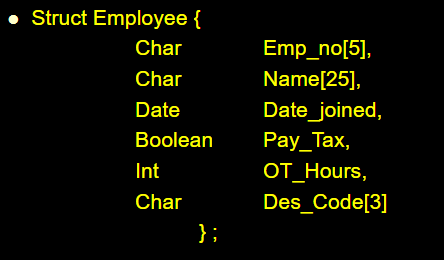 • Struct Employee {
Char Emp_no[5],
Char Name[25],
Date Date_joined,
Boolean Pay_Tax,
Int OT_Hours,
Char Des_Code[3]
} ;